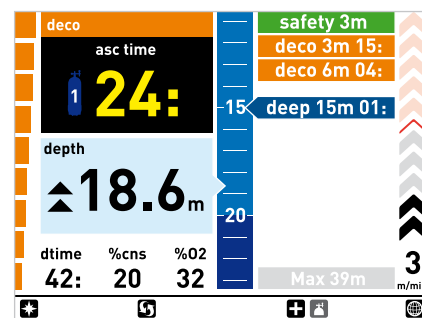 deco
asc time
1
24:
depth
18.6m
dtime %cns %O2
42: 20 32
15
20
safety 3m
deco 3m 15:
deco 6m 04:
deep 15m 01:
Max 39m
3
m/mi